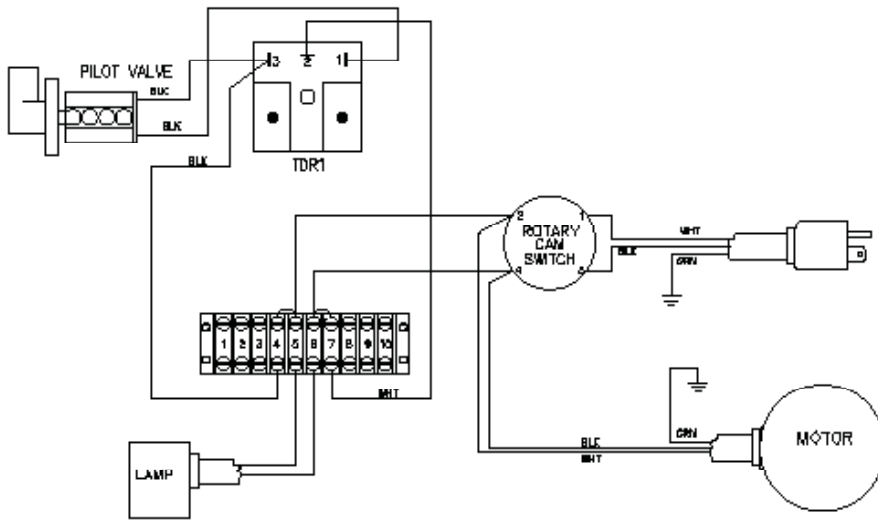 PILOT VALVE
BLK
BLK
3 2 1
TDR1
BLK
2 1
ROTARY
CAM
SWITCH
4
WHT
BLK
GRN
1 2 3 4 5 6 7 8 9 10
WHT
LAMP
GRN
BLK
WHT
MOTOR